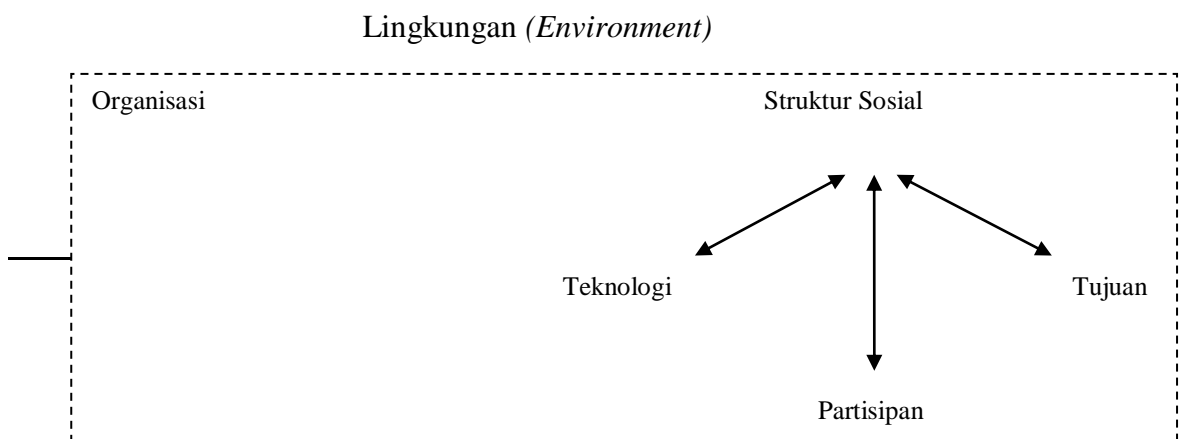 Lingkungan (Environment)
Organisasi
Struktur Sosial
Teknologi
Tujuan
Partisipan